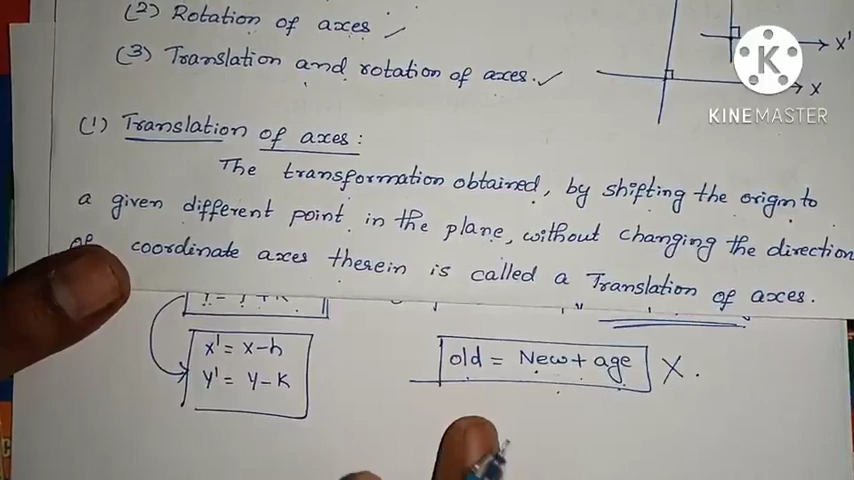 (2) Rotation of axes ✓
(3) Translation and rotation of axes. ✓
X'
X
K
KINEMASTER
(1) Translation of axes :
The transformation obtained, by shifting the origin to
a given different point in the plane, without changing the direction
of coordinate axes therein is called a Translation of axes.
x' = x-h
y' = y-k
old = New + age X.